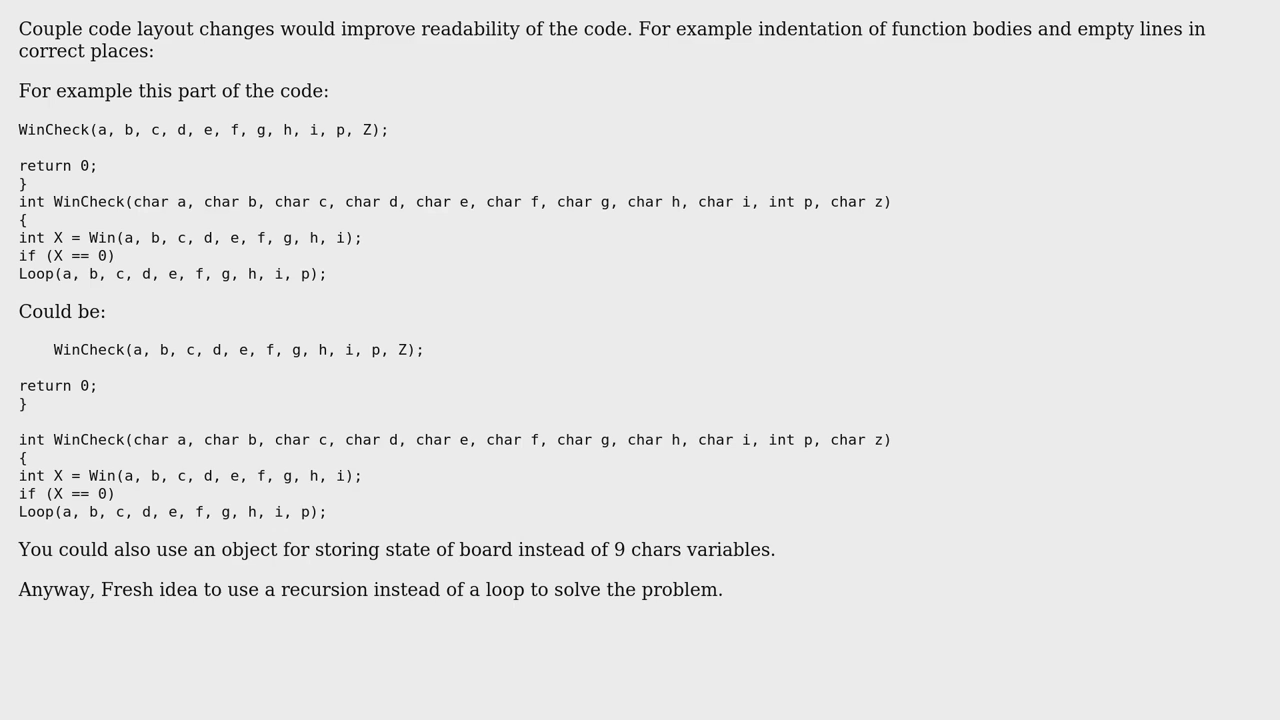 Couple code layout changes would improve readability of the code. For example indentation of function bodies and empty lines in
correct places:
For example this part of the code:
WinCheck(a, b, c, d, e, f, g, h, i, p, Z);
return 0;
}
int WinCheck(char a, char b, char c, char d, char e, char f, char g, char h, char i, int p, char z)
{
int X = Win(a, b, c, d, e, f, g, h, i);
if (X == 0)
Loop(a, b, c, d, e, f, g, h, i, p);
Could be:
    WinCheck(a, b, c, d, e, f, g, h, i, p, Z);
return 0;
}
int WinCheck(char a, char b, char c, char d, char e, char f, char g, char h, char i, int p, char z)
{
int X = Win(a, b, c, d, e, f, g, h, i);
if (X == 0)
Loop(a, b, c, d, e, f, g, h, i, p);
You could also use an object for storing state of board instead of 9 chars variables.
Anyway, Fresh idea to use a recursion instead of a loop to solve the problem.